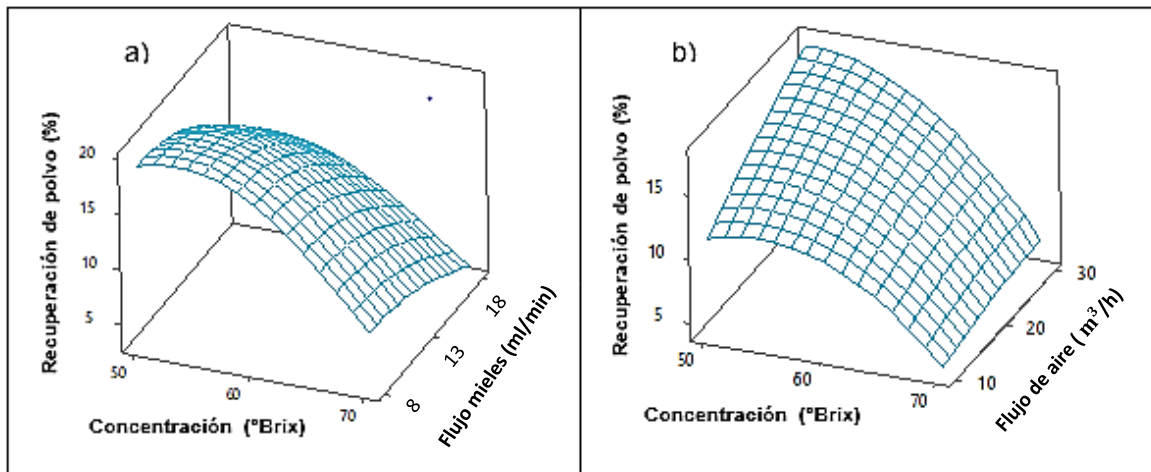 a)
Recuperación de polvo (%)
20
15
10
5
50
60
70
Concentración (°Brix)
8
13
18
Flujo mieles (ml/min)
b)
Recuperación de polvo (%)
15
10
5
50
60
70
Concentración (°Brix)
10
20
30
Flujo de aire ( m³/h)